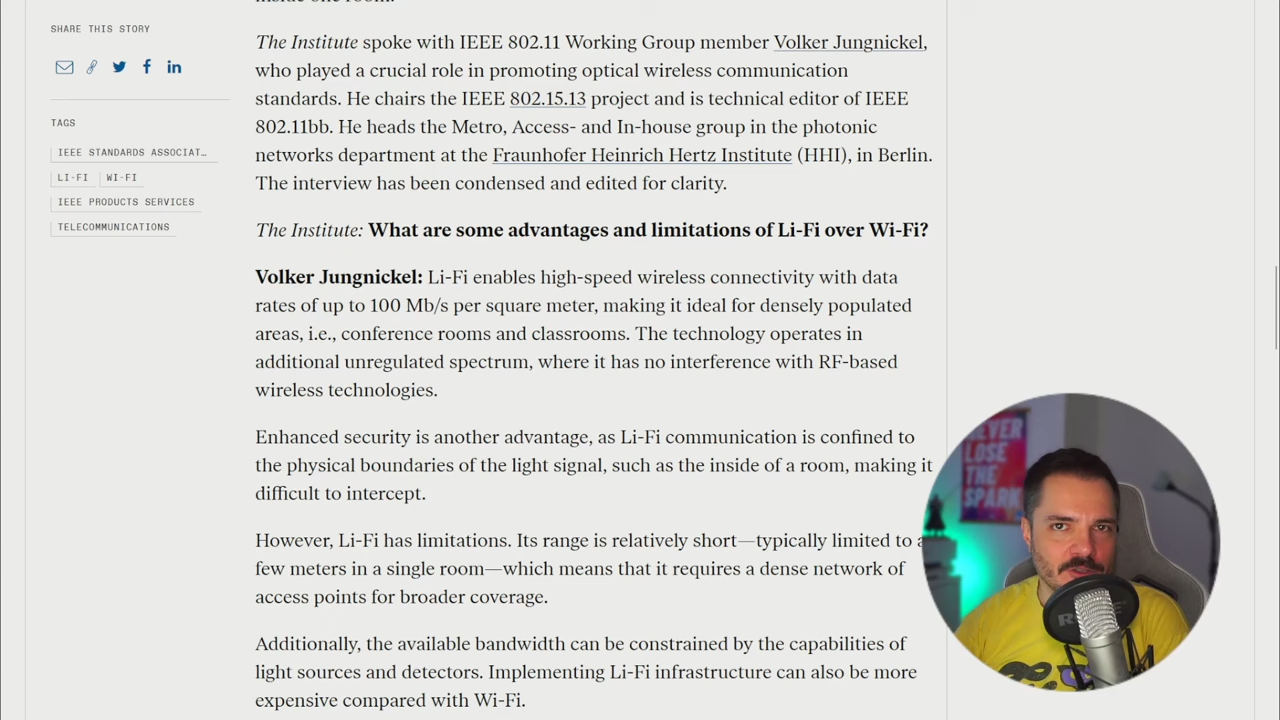 inside one room.
SHARE THIS STORY
TAGS
IEEE STANDARDS ASSOCIAT…
LI-FI
WI-FI
IEEE PRODUCTS SERVICES
TELECOMMUNICATIONS
The Institute spoke with IEEE 802.11 Working Group member Volker Jungnickel,
who played a crucial role in promoting optical wireless communication
standards. He chairs the IEEE 802.15.13 project and is technical editor of IEEE
802.11bb. He heads the Metro, Access- and In-house group in the photonic
networks department at the Fraunhofer Heinrich Hertz Institute (HHI), in Berlin.
The interview has been condensed and edited for clarity.
The Institute: What are some advantages and limitations of Li-Fi over Wi-Fi?
Volker Jungnickel: Li-Fi enables high-speed wireless connectivity with data
rates of up to 100 Mb/s per square meter, making it ideal for densely populated
areas, i.e., conference rooms and classrooms. The technology operates in
additional unregulated spectrum, where it has no interference with RF-based
wireless technologies.
Enhanced security is another advantage, as Li-Fi communication is confined to
the physical boundaries of the light signal, such as the inside of a room, making it
difficult to intercept.
However, Li-Fi has limitations. Its range is relatively short—typically limited to a
few meters in a single room—which means that it requires a dense network of
access points for broader coverage.
Additionally, the available bandwidth can be constrained by the capabilities of
light sources and detectors. Implementing Li-Fi infrastructure can also be more
expensive compared with Wi-Fi.
NEVER
LOSE
THE
SPARK